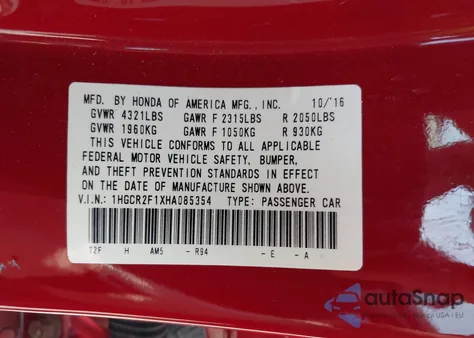 MFD. BY HONDA OF AMERICA MFG., INC. 10/16
GVWR 4321LBS GAWR F 2315LBS R 2050LBS
GVWR 1960KG GAWR F 1050KG R 930KG
THIS VEHICLE CONFORMS TO ALL APPLICABLE
FEDERAL MOTOR VEHICLE SAFETY, BUMPER,
AND THEFT PREVENTION STANDARDS IN EFFECT
ON THE DATE OF MANUFACTURE SHOWN ABOVE.
V.I.N.: 1HGCR2F1XHA085354 TYPE: PASSENGER CAR
T2F H AM5 - R94 - E - A
autoSnap
USA - EU